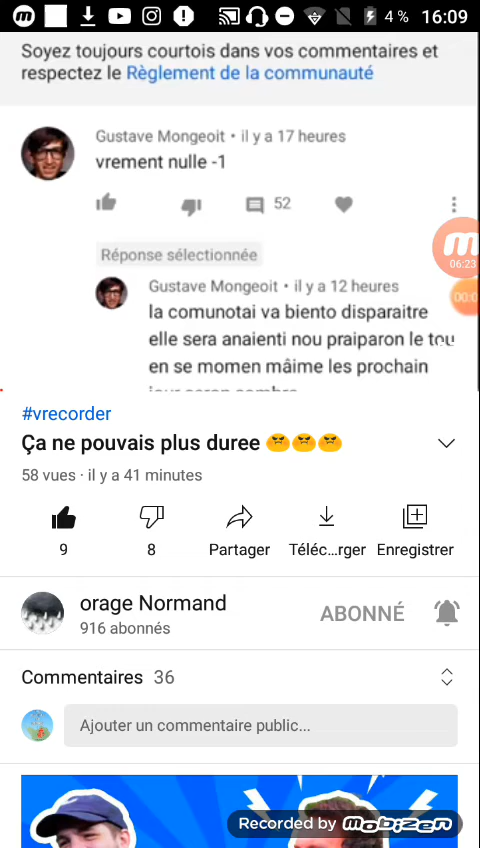 4 % 16:09
Soyez toujours courtois dans vos commentaires et
respectez le Règlement de la communauté
Gustave Mongeoit • il y a 17 heures
vrement nulle -1
52
06:23
00:0
Réponse sélectionnée
Gustave Mongeoit • il y a 12 heures
la comunotai va biento disparaitre
elle sera anaienti nou praiparon le tou
en se momen mâime les prochain
#vrecorder
Ça ne pouvais plus duree 😠😠😠
58 vues · il y a 41 minutes
9 8 Partager Téléc...rger Enregistrer
orage Normand
916 abonnés
ABONNÉ
Commentaires 36
Ajouter un commentaire public...
Recorded by mobizen